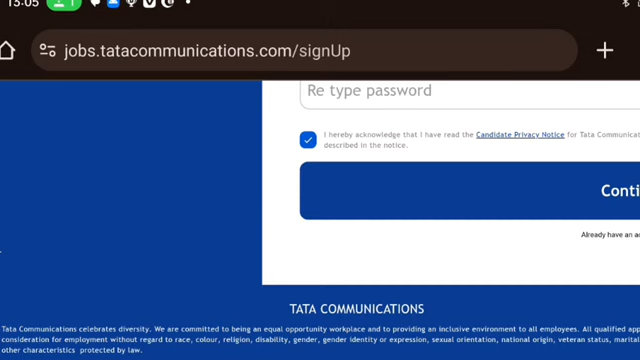 13:05
1
jobs.tatacommunications.com/signUp
Re type password
I hereby acknowledge that I have read the Candidate Privacy Notice for Tata Communica
described in the notice.
Conti
Already have an a
TATA COMMUNICATIONS
Tata Communications celebrates diversity. We are committed to being an equal opportunity workplace and to providing an inclusive environment to all employees. All qualified app
consideration for employment without regard to race, colour, religion, disability, gender, gender identity or expression, sexual orientation, national origin, veteran status, marita
other characteristics protected by law.